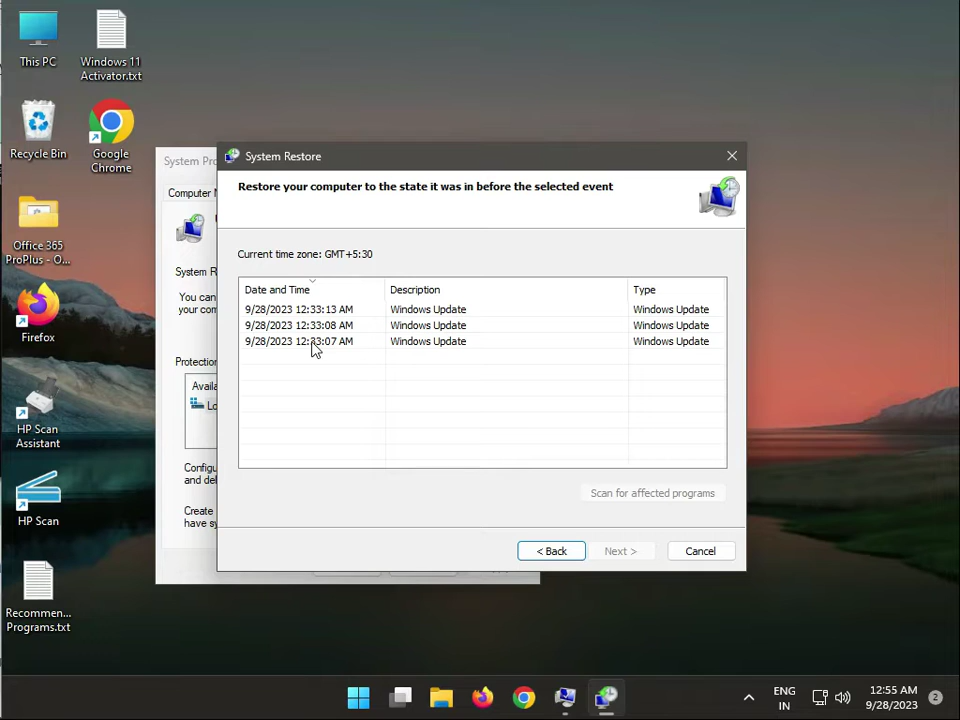 This PC
Windows 11
Activator.txt
Recycle Bin
Google
Chrome
Office 365
ProPlus - O...
Firefox
HP Scan
Assistant
HP Scan
Recommen...
Programs.txt
System Pro
Computer N
System R
You can
your com
Protection
Availa
Lo
Configu
and del
Create
have sy
System Restore
Restore your computer to the state it was in before the selected event
Current time zone: GMT+5:30
Date and Time Description Type
9/28/2023 12:33:13 AM Windows Update Windows Update
9/28/2023 12:33:08 AM Windows Update Windows Update
9/28/2023 12:33:07 AM Windows Update Windows Update
Scan for affected programs
< Back Next > Cancel
ENG
IN
12:55 AM
9/28/2023
2